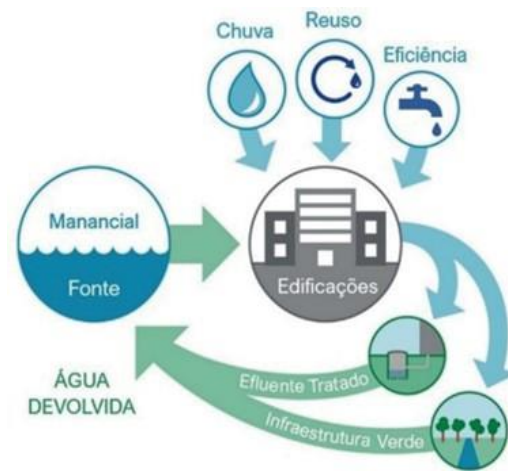 Chuva
Reuso
Eficiência
Manancial
Fonte
Edificações
Efluente Tratado
Infraestrutura Verde
ÁGUA
DEVOLVIDA